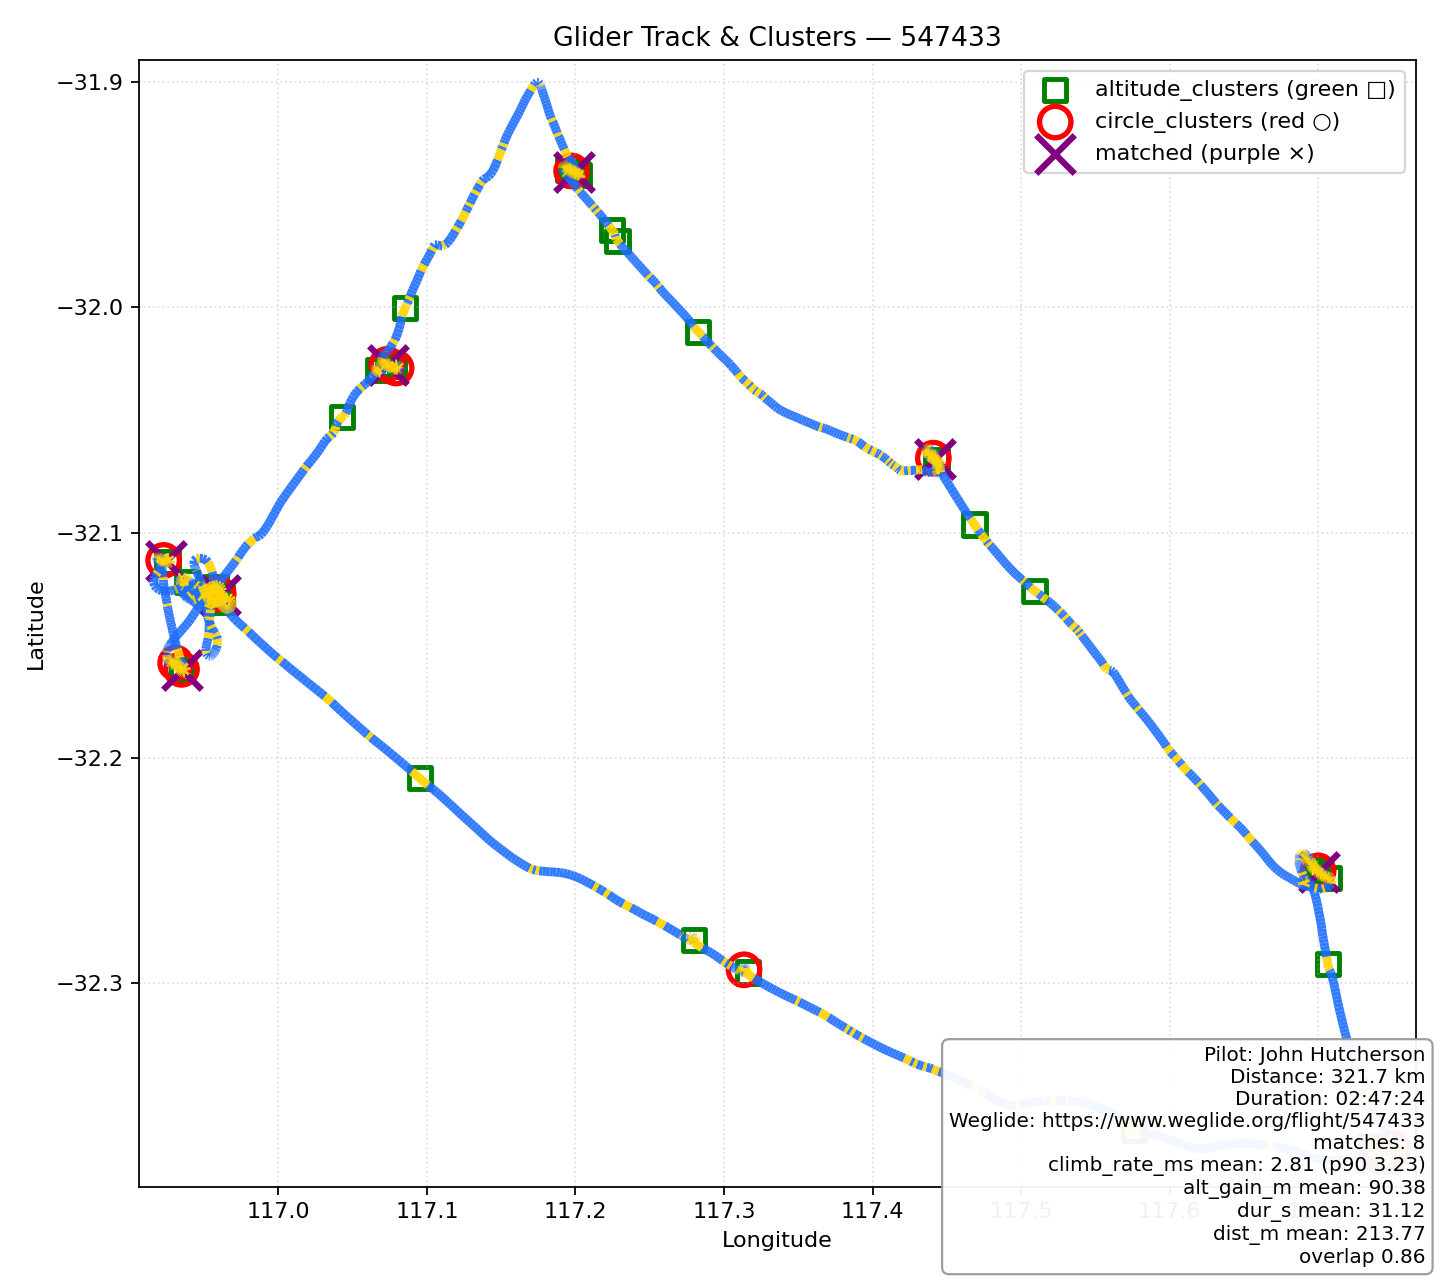 Glider Track & Clusters — 547433
altitude_clusters (green □)
circle_clusters (red ○)
matched (purple ×)
Latitude
−31.9
−32.0
−32.1
−32.2
−32.3
117.0
117.1
117.2
117.3
117.4
117.5
117.6
Longitude
Pilot: John Hutcherson
Distance: 321.7 km
Duration: 02:47:24
Weglide: https://www.weglide.org/flight/547433
matches: 8
climb_rate_ms mean: 2.81 (p90 3.23)
alt_gain_m mean: 90.38
dur_s mean: 31.12
dist_m mean: 213.77
overlap 0.86